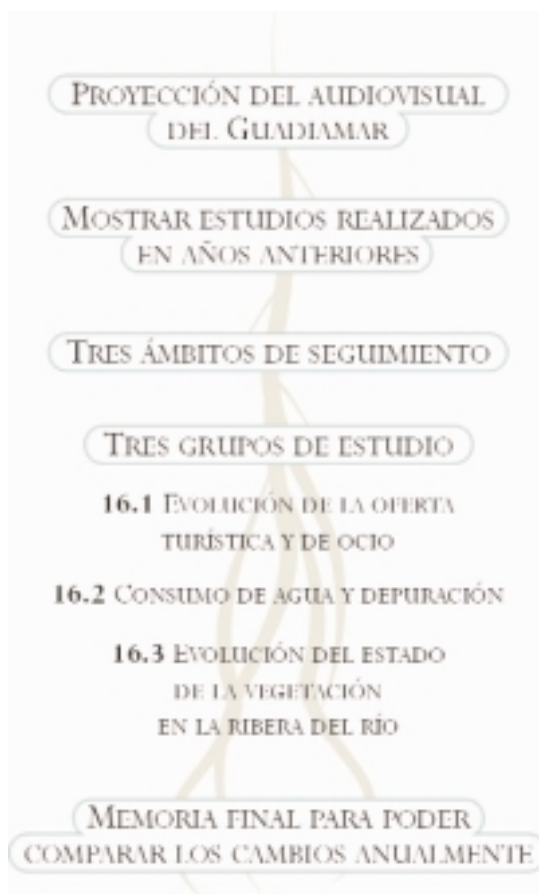 PROYECCIÓN DEL AUDIOVISUAL
DEL GUADIAMAR
MOSTRAR ESTUDIOS REALIZADOS
EN AÑOS ANTERIORES
TRES ÁMBITOS DE SEGUIMIENTO
TRES GRUPOS DE ESTUDIO
16.1 EVOLUCIÓN DE LA OFERTA
TURÍSTICA Y DE OCIO
16.2 CONSUMO DE AGUA Y DEPURACIÓN
16.3 EVOLUCIÓN DEL ESTADO
DE LA VEGETACIÓN
EN LA RIBERA DEL RÍO
MEMORIA FINAL PARA PODER
COMPARAR LOS CAMBIOS ANUALMENTE